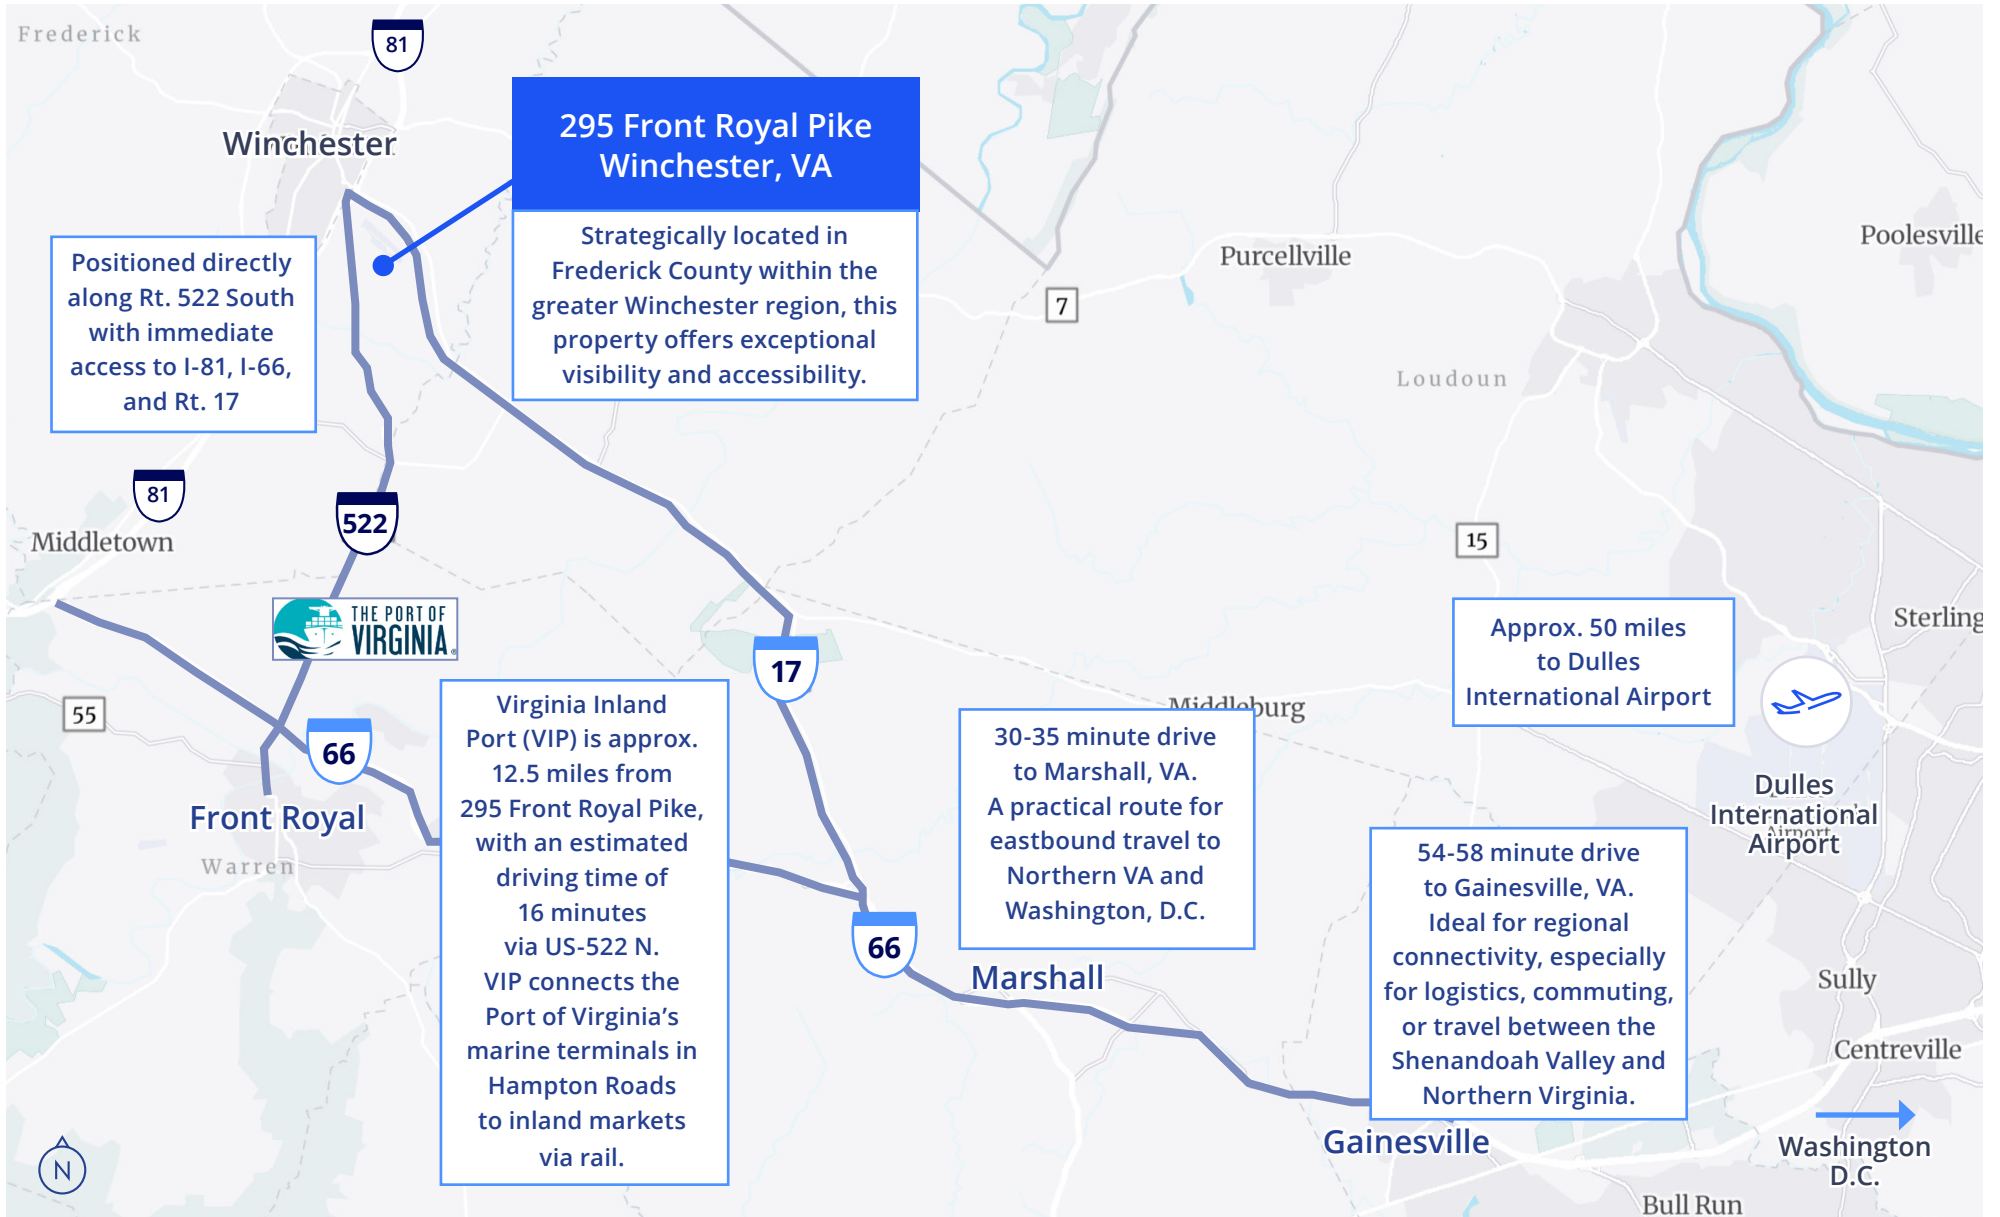 Frederick
81
Winchester
295 Front Royal Pike
Winchester, VA
Strategically located in
Frederick County within the
greater Winchester region, this
property offers exceptional
visibility and accessibility.
Positioned directly
along Rt. 522 South
with immediate
access to I-81, I-66,
and Rt. 17
Purcellville
Poolesville
7
Loudoun
81
Middletown
522
15
THE PORT OF
VIRGINIA
Sterling
17
Approx. 50 miles
to Dulles
International Airport
55
66
Middleburg
Virginia Inland
Port (VIP) is approx.
12.5 miles from
295 Front Royal Pike,
with an estimated
driving time of
16 minutes
via US-522 N.
VIP connects the
Port of Virginia’s
marine terminals in
Hampton Roads
to inland markets
via rail.
30-35 minute drive
to Marshall, VA.
A practical route for
eastbound travel to
Northern VA and
Washington, D.C.
Front Royal
Warren
Dulles
International
Airport
Airport
54-58 minute drive
to Gainesville, VA.
Ideal for regional
connectivity, especially
for logistics, commuting,
or travel between the
Shenandoah Valley and
Northern Virginia.
66
Marshall
Sully
Centreville
Gainesville
Washington
D.C.
N
Bull Run